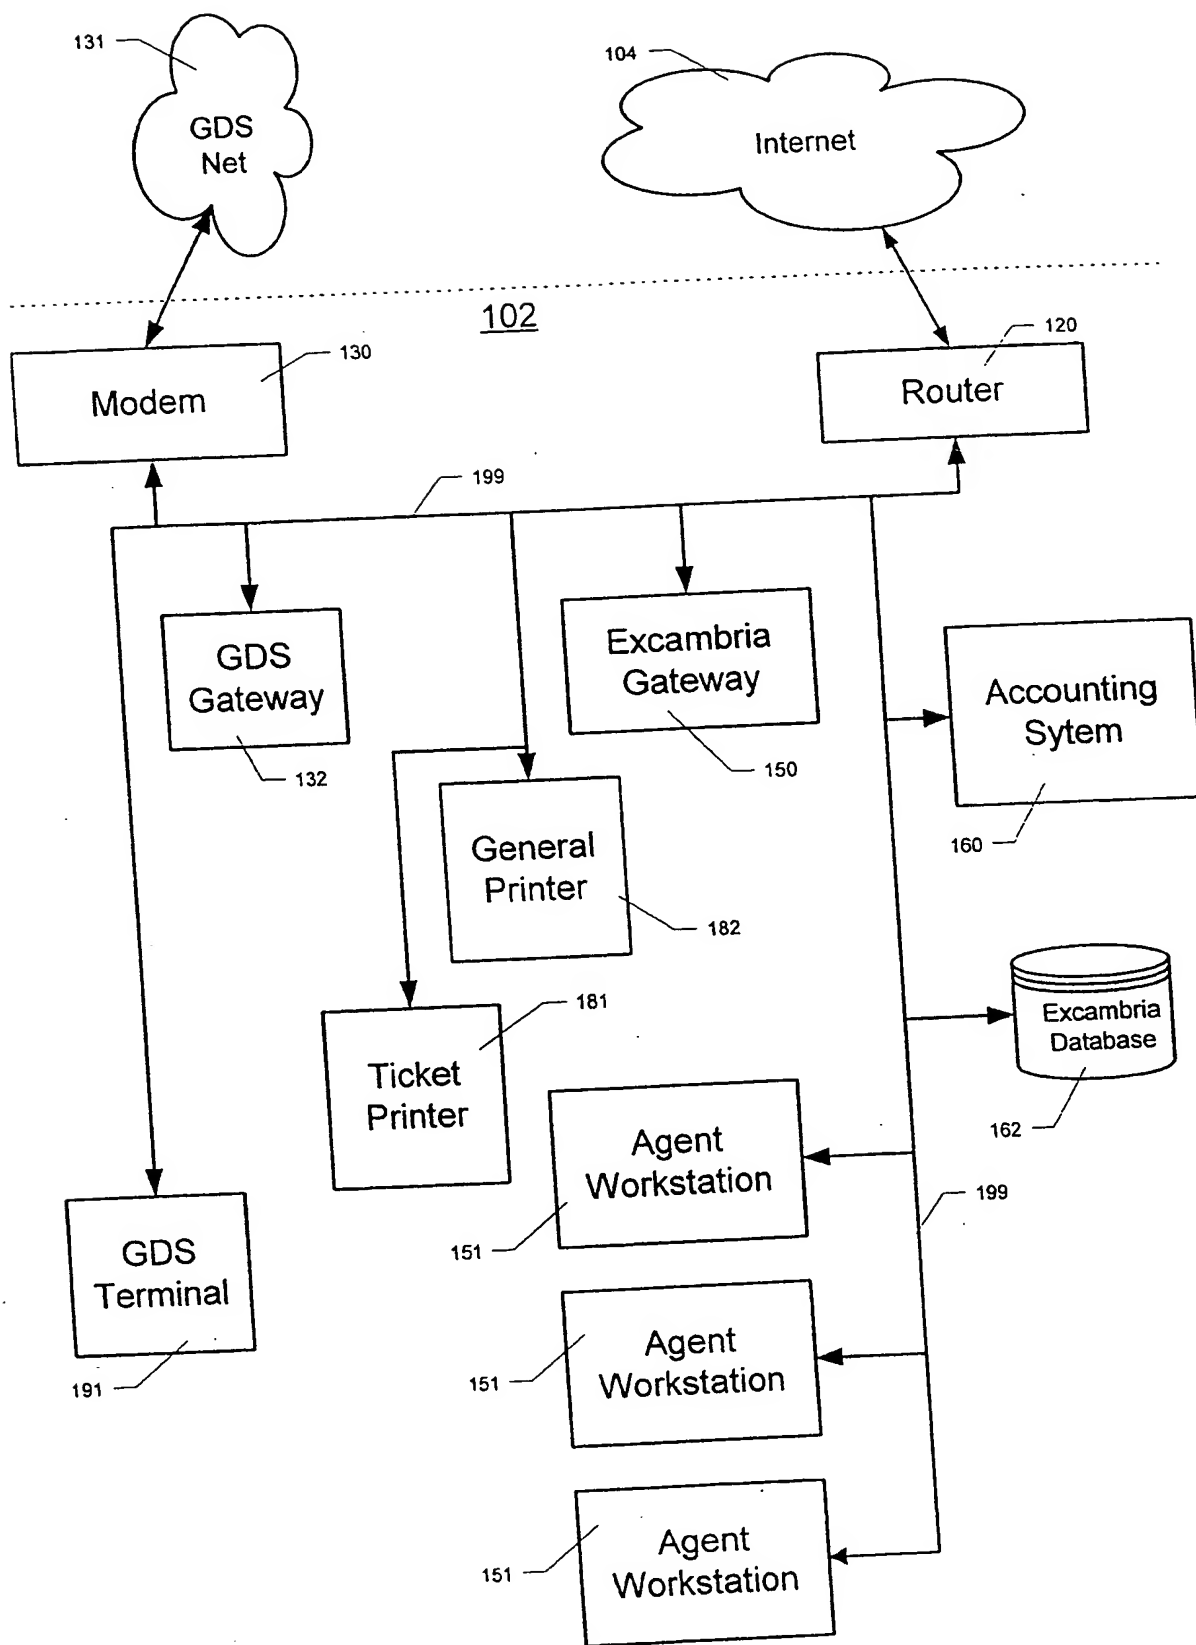 131
GDS
Net
104
Internet
102
130
Modem
120
Router
199
GDS
Gateway
132
Excambria
Gateway
150
Accounting
Sytem
160
General
Printer
182
181
Ticket
Printer
Excambria
Database
162
Agent
Workstation
151
199
GDS
Terminal
191
Agent
Workstation
151
Agent
Workstation
151